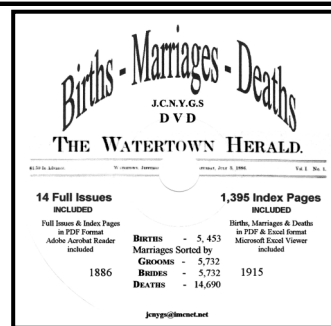 Births - Marriages - Deaths
J.C.N.Y.G.S
DVD
THE WATERTOWN HERALD.
$1.50 In Advance.
Vol I No. 1.
14 Full Issues
INCLUDED
Full Issues & Index Pages
in PDF Format
Adobe Acrobat Reader
included
1886
1,395 Index Pages
INCLUDED
Births, Marriages & Deaths
in PDF & Excel format
Microsoft Excel Viewer
included
1915
BIRTHS - 5, 453
Marriages Sorted by
GROOMS - 5,732
BRIDES - 5,732
DEATHS - 14,690
jcnygs@imcnet.net